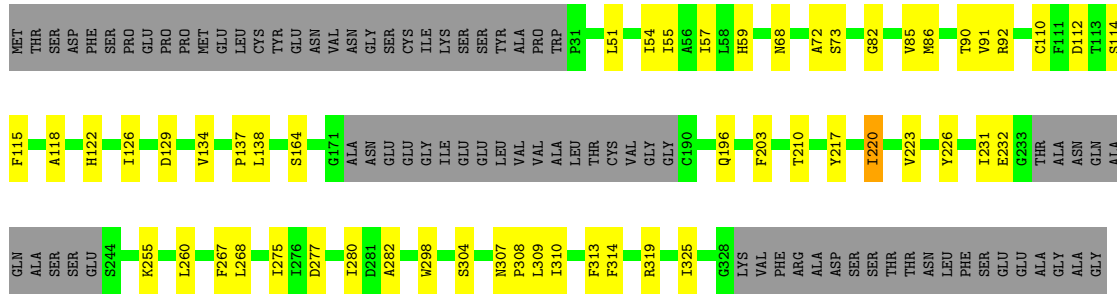 MET THR SER ASP PHE SER PRO GLU PRO PRO MET GLU LEU CYS TYR GLU ASN VAL ASN GLY SER CYS ILE LYS SER SER TYR ALA PRO TRP P31 L51 I54 I55 A56 I57 L58 H59 N68 A72 S73 G82 V85 M86 T90 V91 R92 C110 F111 D112 T113 S114
F115 A118 H122 I126 D129 V134 P137 L138 S164 G171 ALA ASN GLU GLU GLY ILE GLU GLU LEU VAL VAL ALA LEU THR CYS VAL GLY GLY C190 Q196 F203 T210 Y217 I220 V223 Y226 I231 E232 G233 THR ALA ASN GLN ALA
GLN ALA SER SER GLU S244 K255 L260 F267 L268 I275 I276 D277 I280 D281 A282 W298 S304 N307 P308 L309 I310 F313 F314 R319 I325 G328 LYS VAL PHE ARG ALA ASP SER SER THR THR ASN LEU PHE SER GLU GLU ALA GLY ALA GLY